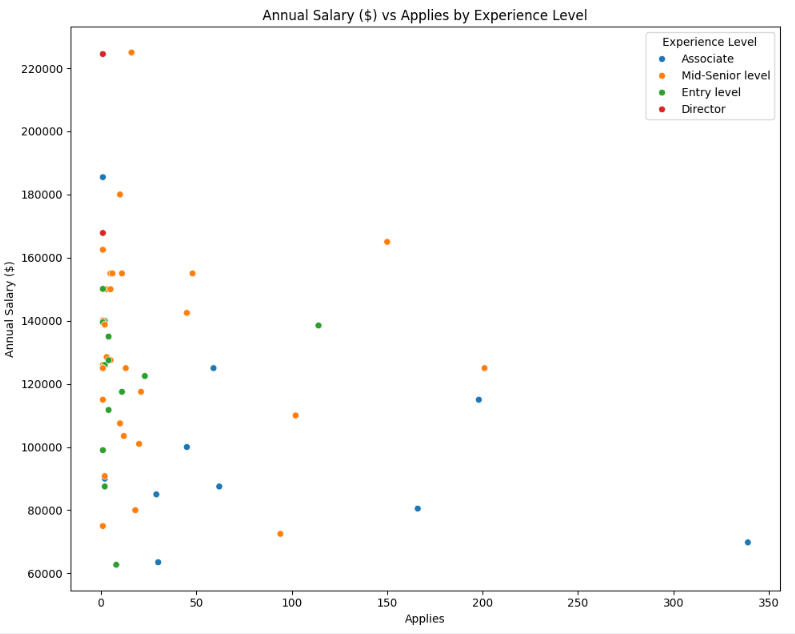 Annual Salary ($) vs Applies by Experience Level
Experience Level
Associate
Mid-Senior level
Entry level
Director
Annual Salary ($)
220000
200000
180000
160000
140000
120000
100000
80000
60000
0 50 100 150 200 250 300 350
Applies